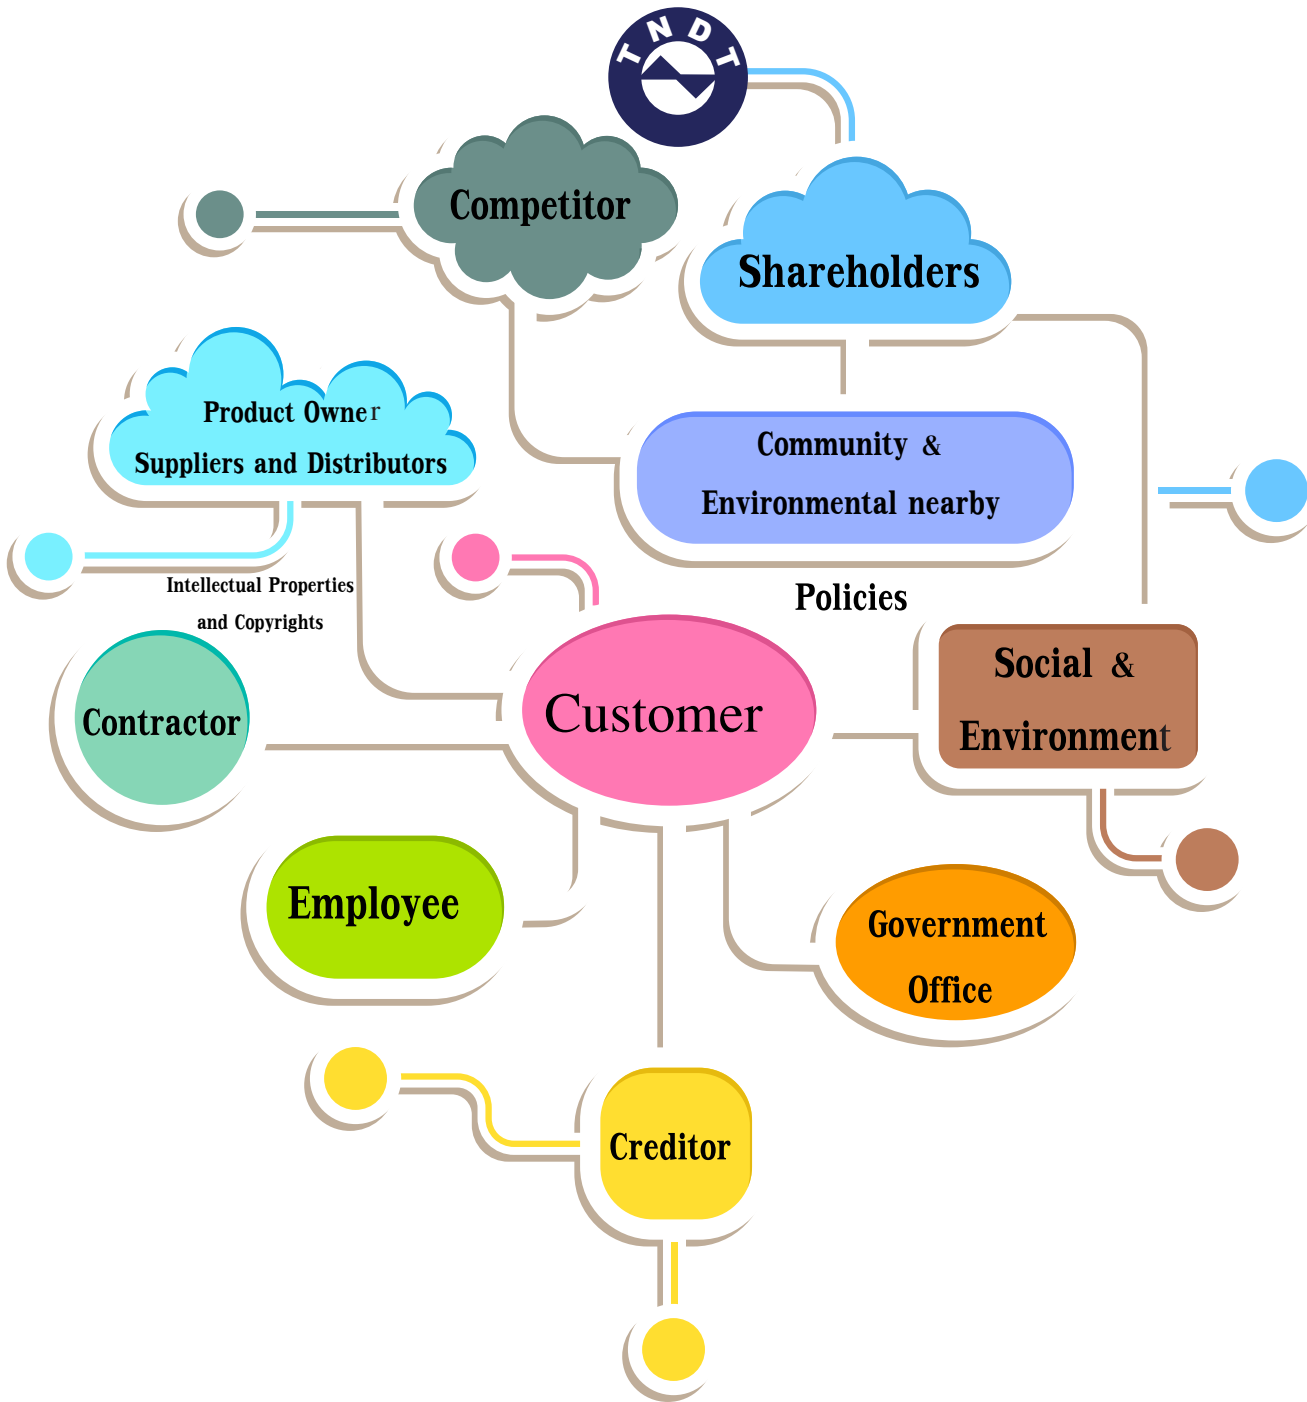 TNDT
Competitor
Shareholders
Product Owner
Suppliers and Distributors
Community &
Environmental nearby
Intellectual Properties
and Copyrights
Policies
Contractor
Customer
Social &
Environment
Employee
Government
Office
Creditor